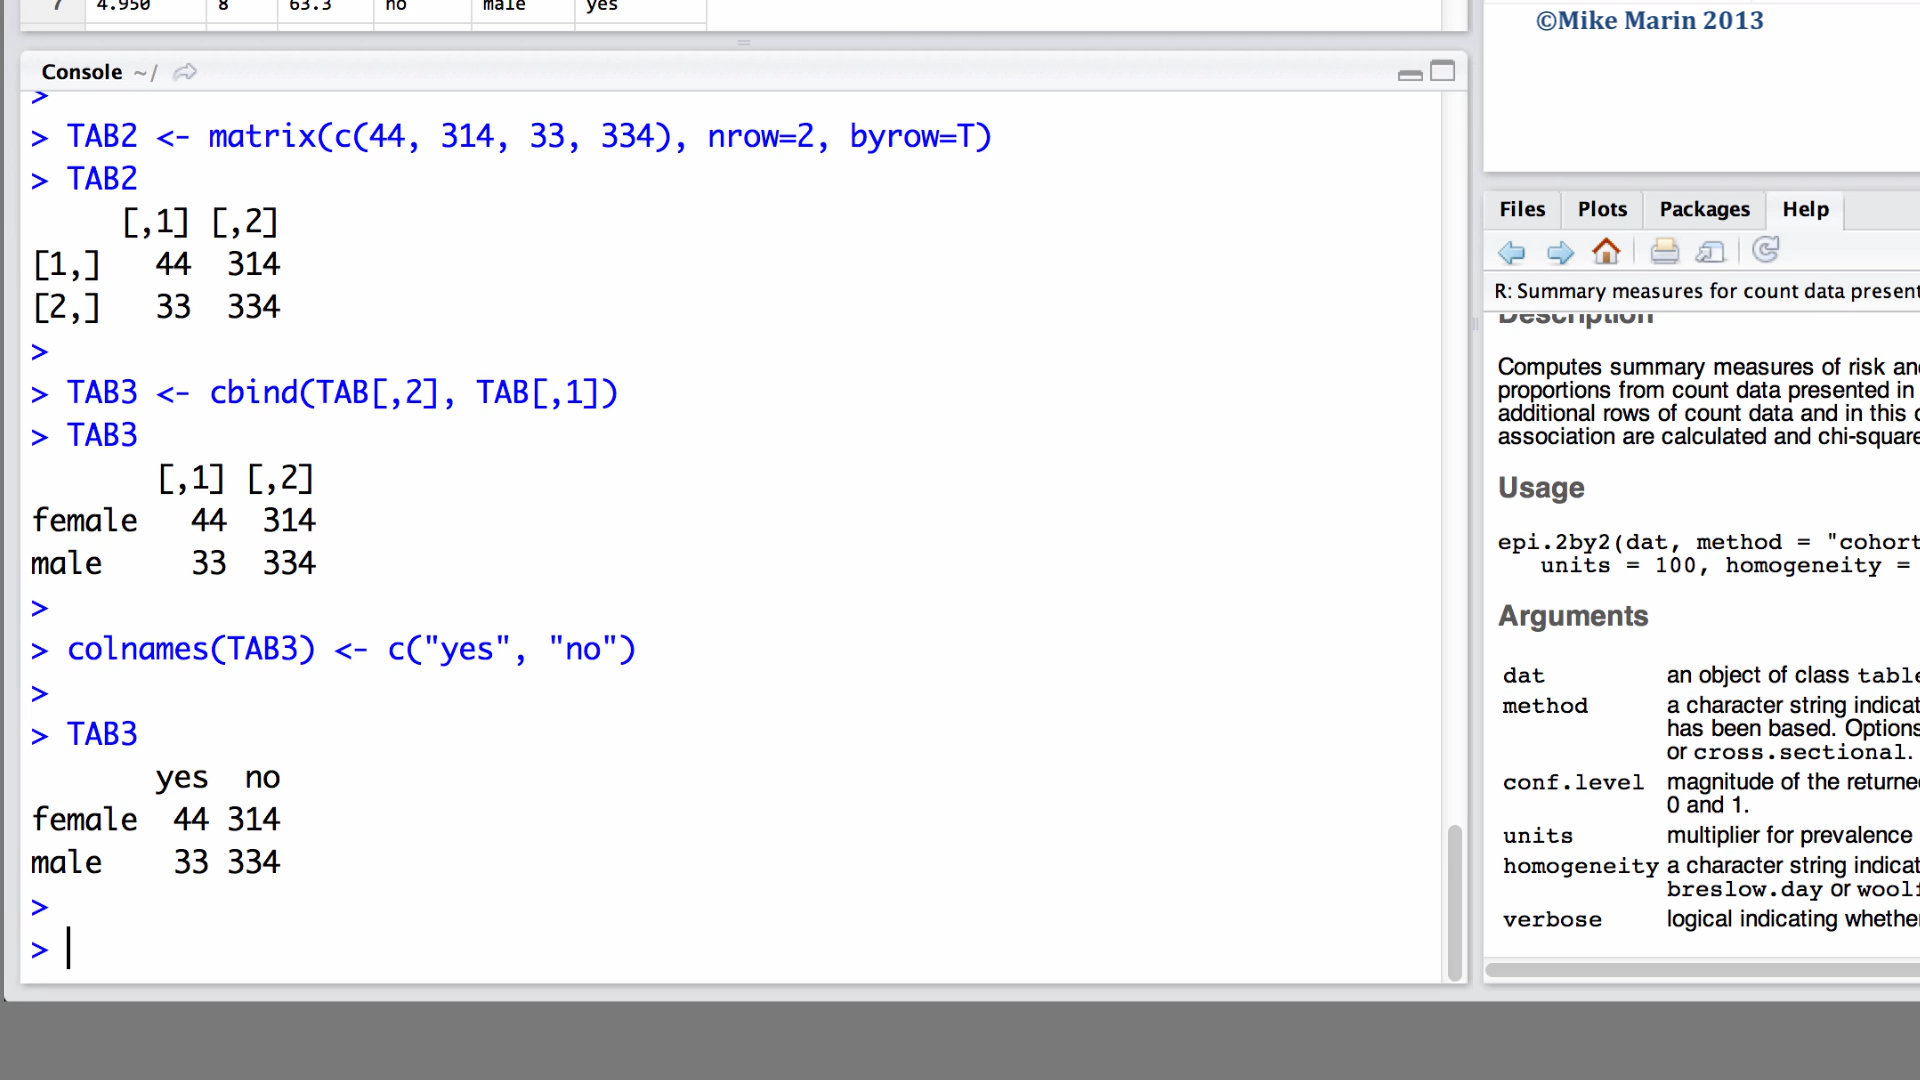 7 4.950 8 63.3 no male yes
©Mike Marin 2013
Console ~/
>
> TAB2 <- matrix(c(44, 314, 33, 334), nrow=2, byrow=T)
> TAB2
[,1] [,2]
[1,] 44 314
[2,] 33 334
>
> TAB3 <- cbind(TAB[,2], TAB[,1])
> TAB3
[,1] [,2]
female 44 314
male 33 334
>
> colnames(TAB3) <- c("yes", "no")
>
> TAB3
yes no
female 44 314
male 33 334
>
>
Files Plots Packages Help
R: Summary measures for count data present
Description
Computes summary measures of risk and
proportions from count data presented in
additional rows of count data and in this c
association are calculated and chi-square
Usage
epi.2by2(dat, method = "cohort
units = 100, homogeneity =
Arguments
dat an object of class table
method a character string indicat
has been based. Options
or cross.sectional.
conf.level magnitude of the returned
0 and 1.
units multiplier for prevalence
homogeneity a character string indicat
breslow.day or woolf
verbose logical indicating whether